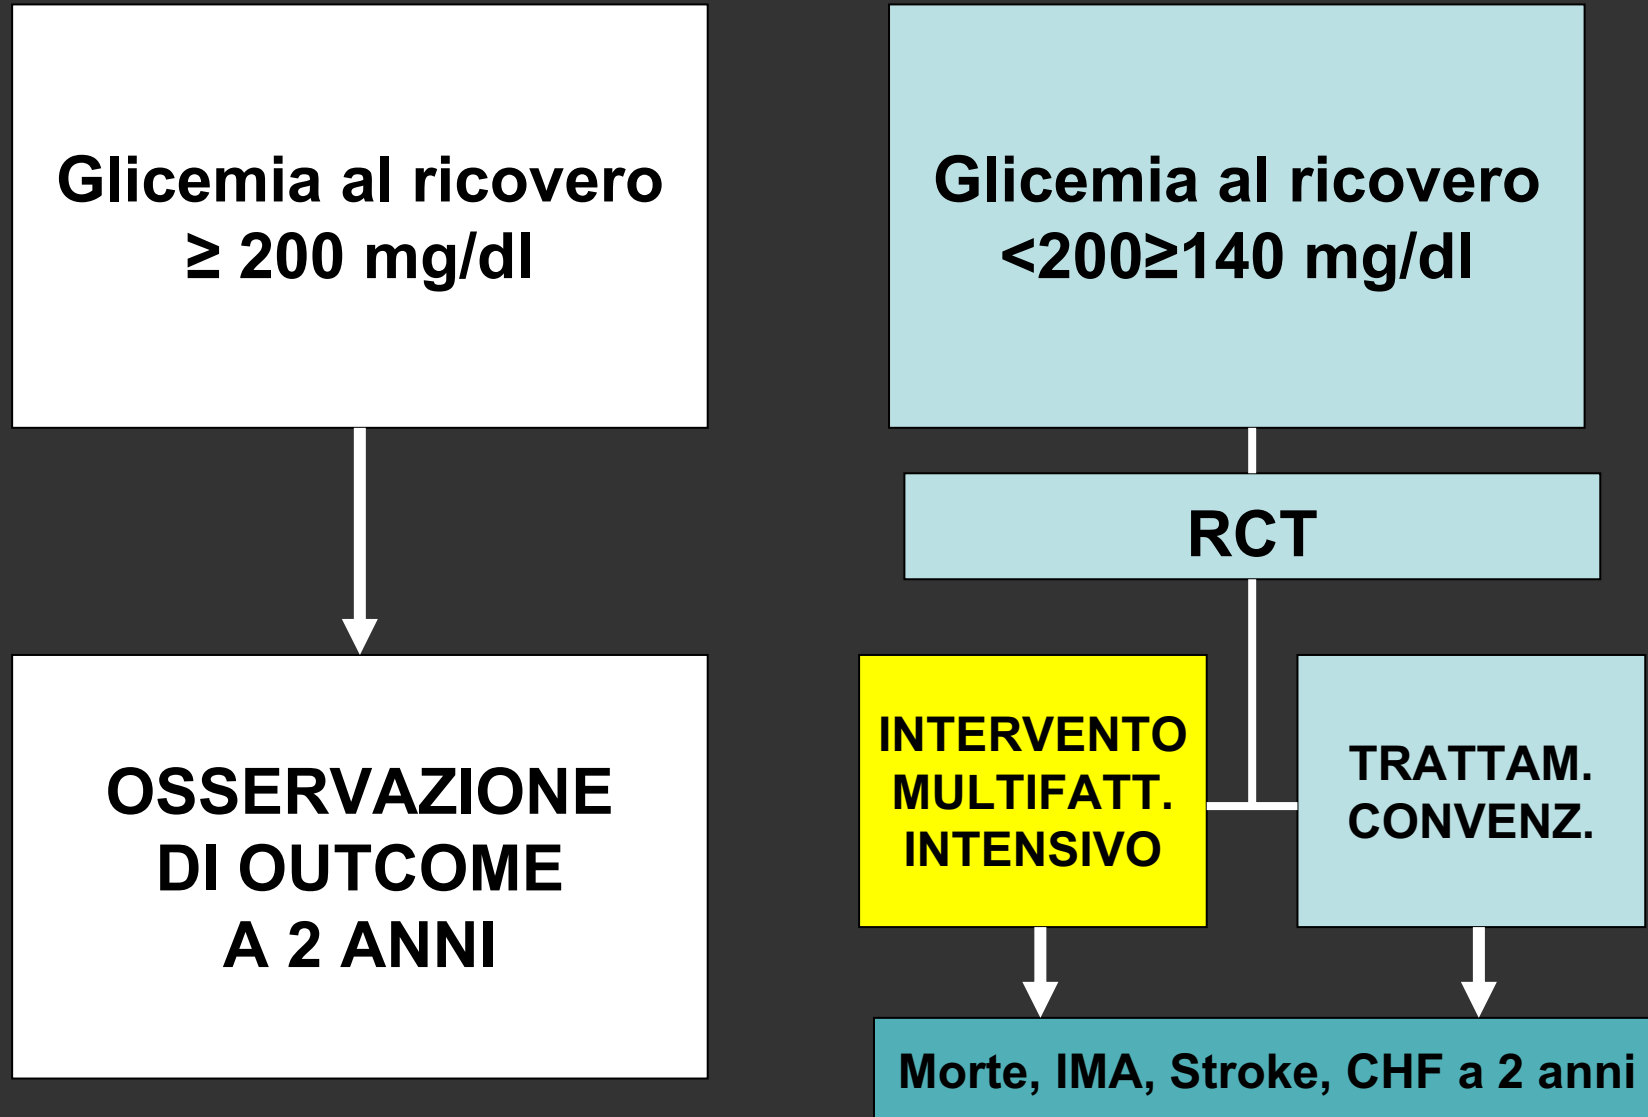 Glicemia al ricovero
≥ 200 mg/dl
OSSERVAZIONE
DI OUTCOME
A 2 ANNI
Glicemia al ricovero
<200≥140 mg/dl
RCT
INTERVENTO
MULTIFATT.
INTENSIVO
TRATTAM.
CONVENZ.
Morte, IMA, Stroke, CHF a 2 anni